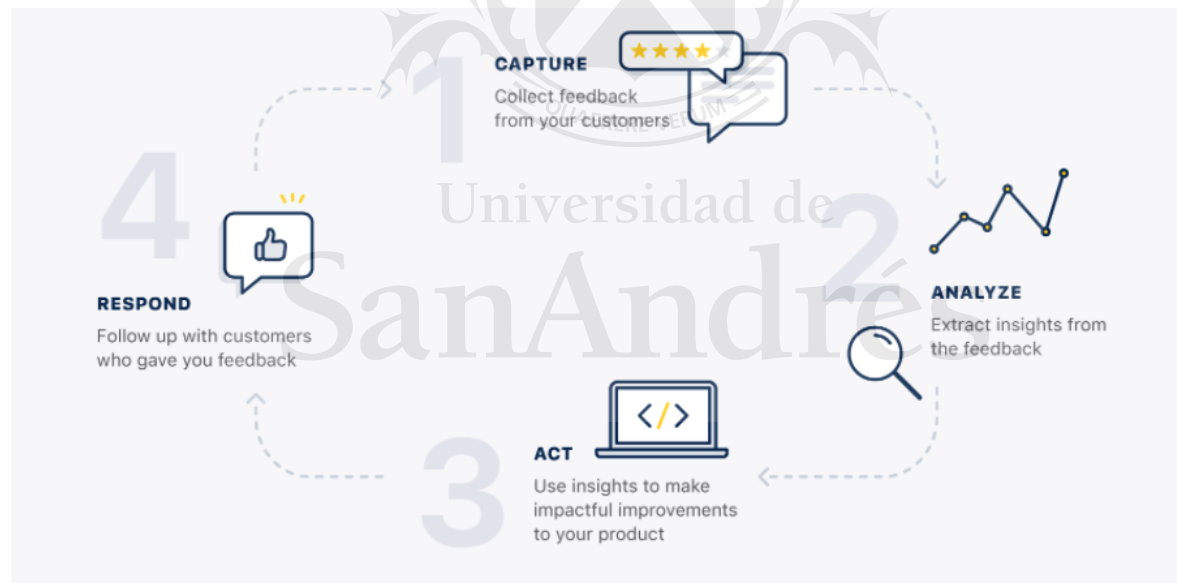 1
CAPTURE
Collect feedback
from your customers
QUAERERE VERUM
Universidad de
SanAndrés
2
ANALYZE
Extract insights from
the feedback
3
ACT
</>
Use insights to make
impactful improvements
to your product
4
RESPOND
Follow up with customers
who gave you feedback